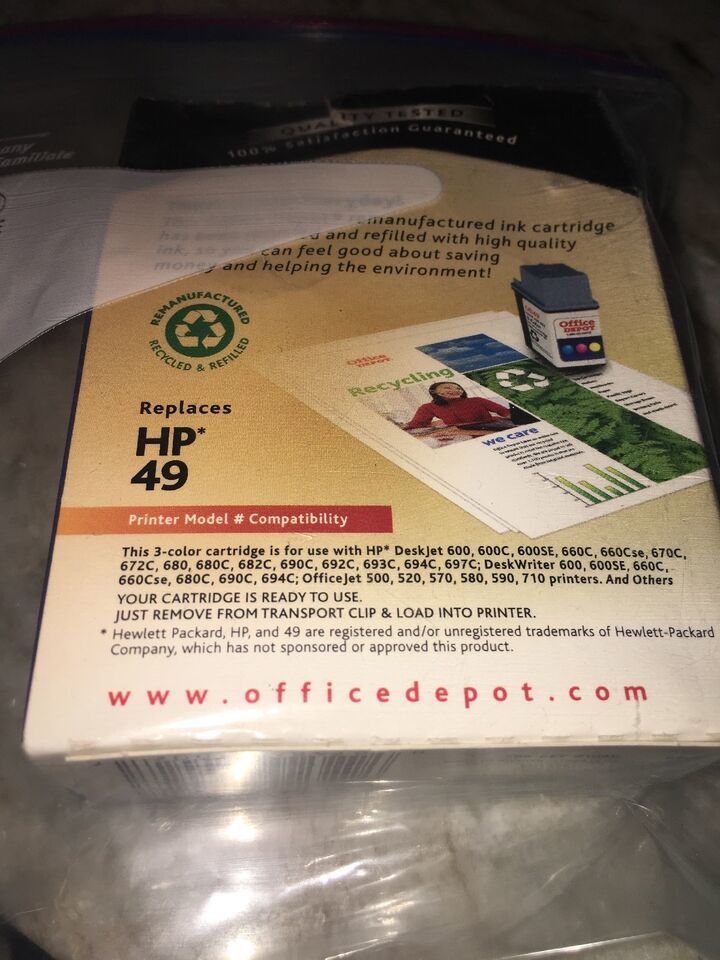 any
amiliate
QUALITY TESTED
100% Satisfaction Guaranteed
manufactured ink cartridge
and refilled with high quality
ink, so you can feel good about saving
money and helping the environment!
REMANUFACTURED
RECYCLED & REFILLED
Office
DEPOT
Recycling
we care
Office
DEPOT
Replaces
HP*
49
Printer Model # Compatibility
This 3-color cartridge is for use with HP* DeskJet 600, 600C, 600SE, 660C, 660Cse, 670C,
672C, 680, 680C, 682C, 690C, 692C, 693C, 694C, 697C; DeskWriter 600, 600SE, 660C,
660Cse, 680C, 690C, 694C; OfficeJet 500, 520, 570, 580, 590, 710 printers. And Others
YOUR CARTRIDGE IS READY TO USE.
JUST REMOVE FROM TRANSPORT CLIP & LOAD INTO PRINTER.
* Hewlett Packard, HP, and 49 are registered and/or unregistered trademarks of Hewlett-Packard
Company, which has not sponsored or approved this product.
www.officedepot.com